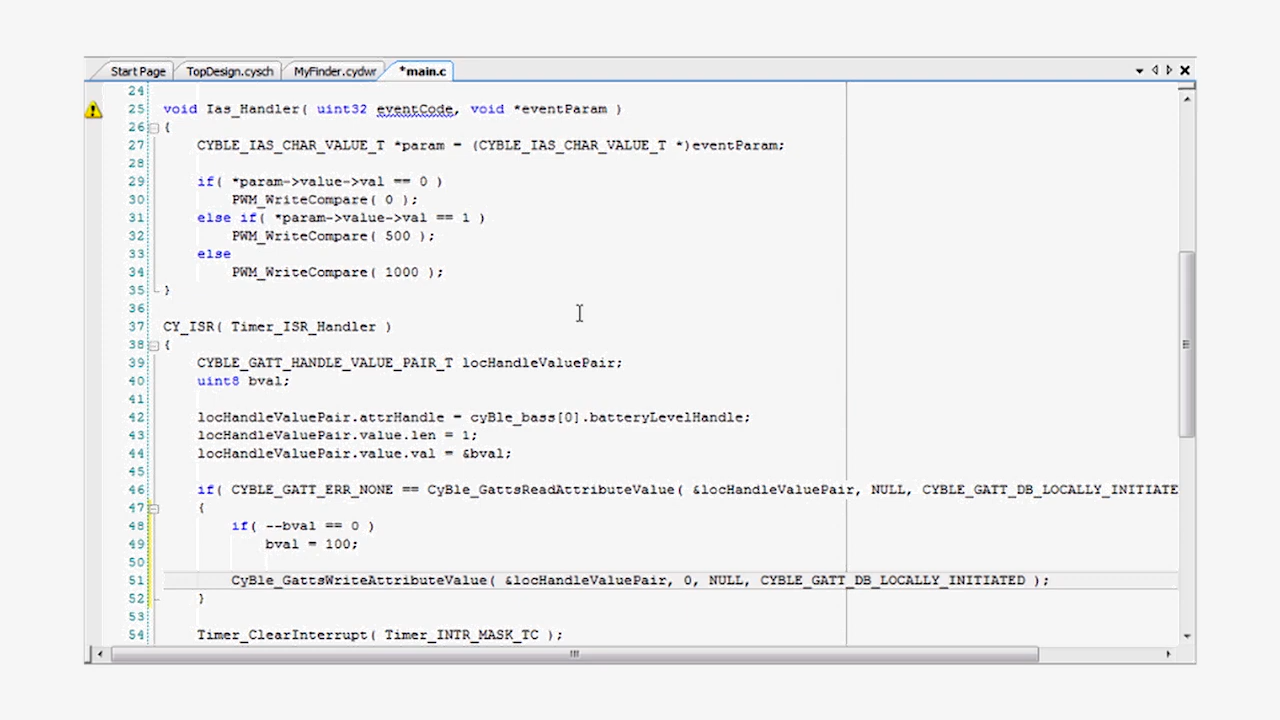 Start Page TopDesign.cysch MyFinder.cydwr *main.c
24
25 void Ias_Handler( uint32 eventCode, void *eventParam )
26 {
27 CYBLE_IAS_CHAR_VALUE_T *param = (CYBLE_IAS_CHAR_VALUE_T *)eventParam;
28
29 if( *param->value->val == 0 )
30 PWM_WriteCompare( 0 );
31 else if( *param->value->val == 1 )
32 PWM_WriteCompare( 500 );
33 else
34 PWM_WriteCompare( 1000 );
35 }
36
37 CY_ISR( Timer_ISR_Handler )
38 {
39 CYBLE_GATT_HANDLE_VALUE_PAIR_T locHandleValuePair;
40 uint8 bval;
41
42 locHandleValuePair.attrHandle = cyBle_bass[0].batteryLevelHandle;
43 locHandleValuePair.value.len = 1;
44 locHandleValuePair.value.val = &bval;
45
46 if( CYBLE_GATT_ERR_NONE == CyBle_GattsReadAttributeValue( &locHandleValuePair, NULL, CYBLE_GATT_DB_LOCALLY_INITIATE
47 {
48 if( --bval == 0 )
49 bval = 100;
50
51 CyBle_GattsWriteAttributeValue( &locHandleValuePair, 0, NULL, CYBLE_GATT_DB_LOCALLY_INITIATED );
52 }
53
54 Timer_ClearInterrupt( Timer_INTR_MASK_TC );